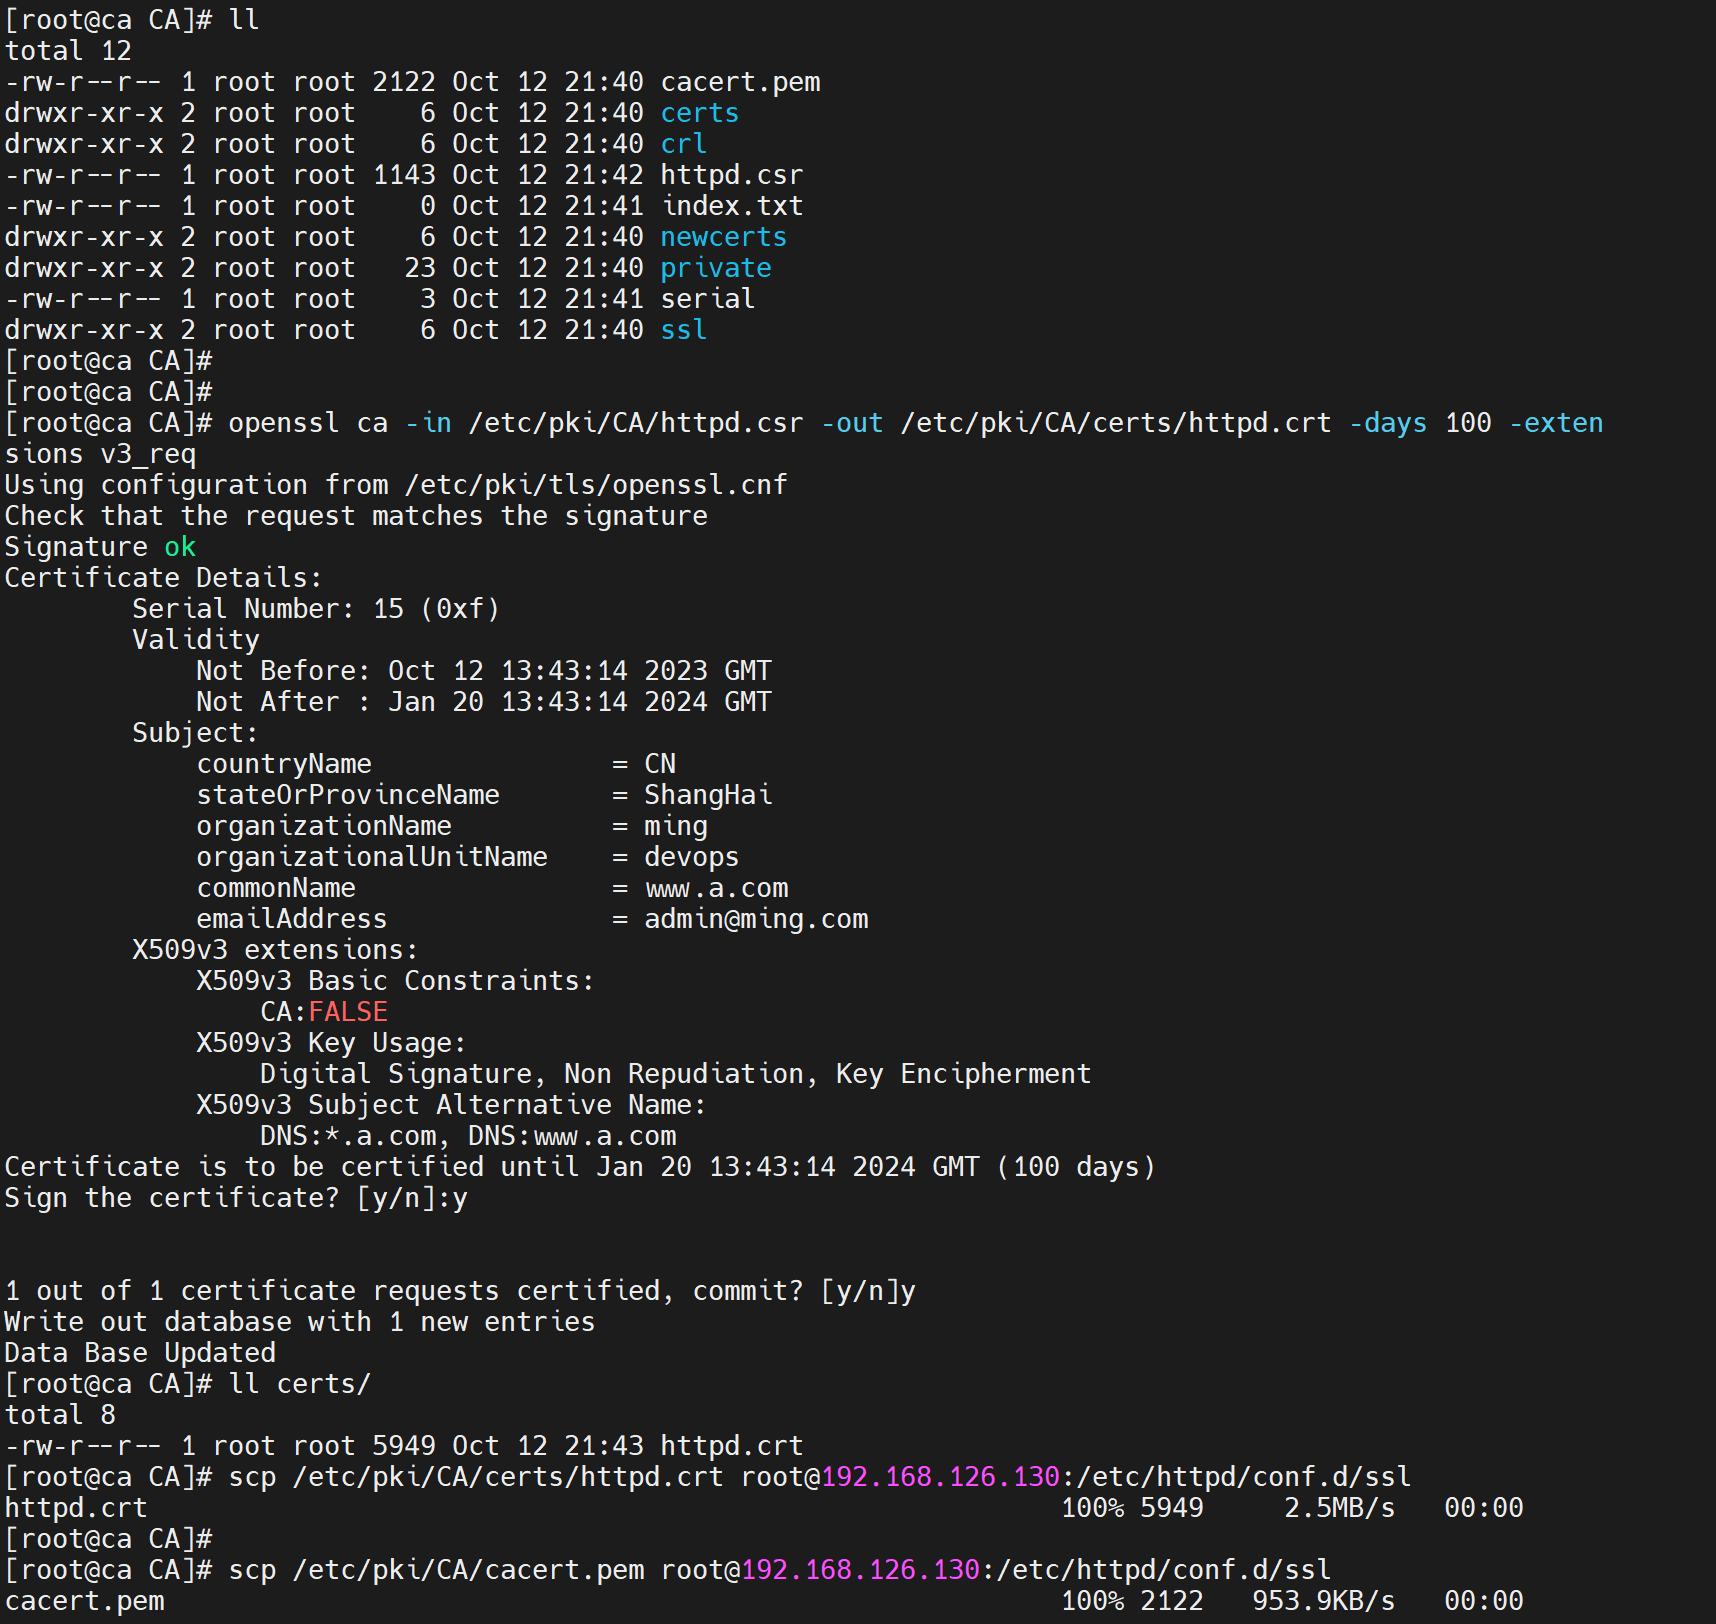 [root@ca CA]# ll
total 12
-rw-r--r-- 1 root root 2122 Oct 12 21:40 cacert.pem
drwxr-xr-x 2 root root    6 Oct 12 21:40 certs
drwxr-xr-x 2 root root    6 Oct 12 21:40 crl
-rw-r--r-- 1 root root 1143 Oct 12 21:42 httpd.csr
-rw-r--r-- 1 root root    0 Oct 12 21:41 index.txt
drwxr-xr-x 2 root root    6 Oct 12 21:40 newcerts
drwxr-xr-x 2 root root   23 Oct 12 21:40 private
-rw-r--r-- 1 root root    3 Oct 12 21:41 serial
drwxr-xr-x 2 root root    6 Oct 12 21:40 ssl
[root@ca CA]#
[root@ca CA]#
[root@ca CA]# openssl ca -in /etc/pki/CA/httpd.csr -out /etc/pki/CA/certs/httpd.crt -days 100 -exten
sions v3_req
Using configuration from /etc/pki/tls/openssl.cnf
Check that the request matches the signature
Signature ok
Certificate Details:
        Serial Number: 15 (0xf)
        Validity
            Not Before: Oct 12 13:43:14 2023 GMT
            Not After : Jan 20 13:43:14 2024 GMT
        Subject:
            countryName               = CN
            stateOrProvinceName       = ShangHai
            organizationName          = ming
            organizationalUnitName    = devops
            commonName                = www.a.com
            emailAddress              = admin@ming.com
        X509v3 extensions:
            X509v3 Basic Constraints:
                CA:FALSE
            X509v3 Key Usage:
                Digital Signature, Non Repudiation, Key Encipherment
            X509v3 Subject Alternative Name:
                DNS:*.a.com, DNS:www.a.com
Certificate is to be certified until Jan 20 13:43:14 2024 GMT (100 days)
Sign the certificate? [y/n]:y
1 out of 1 certificate requests certified, commit? [y/n]y
Write out database with 1 new entries
Data Base Updated
[root@ca CA]# ll certs/
total 8
-rw-r--r-- 1 root root 5949 Oct 12 21:43 httpd.crt
[root@ca CA]# scp /etc/pki/CA/certs/httpd.crt root@192.168.126.130:/etc/httpd/conf.d/ssl
httpd.crt                                                         100% 5949     2.5MB/s   00:00
[root@ca CA]#
[root@ca CA]# scp /etc/pki/CA/cacert.pem root@192.168.126.130:/etc/httpd/conf.d/ssl
cacert.pem                                                        100% 2122   953.9KB/s   00:00